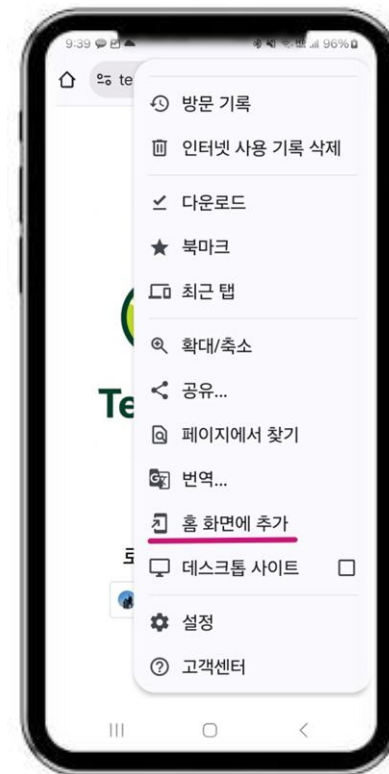 9:39
96%
te
방문 기록
인터넷 사용 기록 삭제
다운로드
북마크
최근 탭
확대/축소
Te
공유...
페이지에서 찾기
번역...
홈 화면에 추가
로
데스크톱 사이트
설정
고객센터